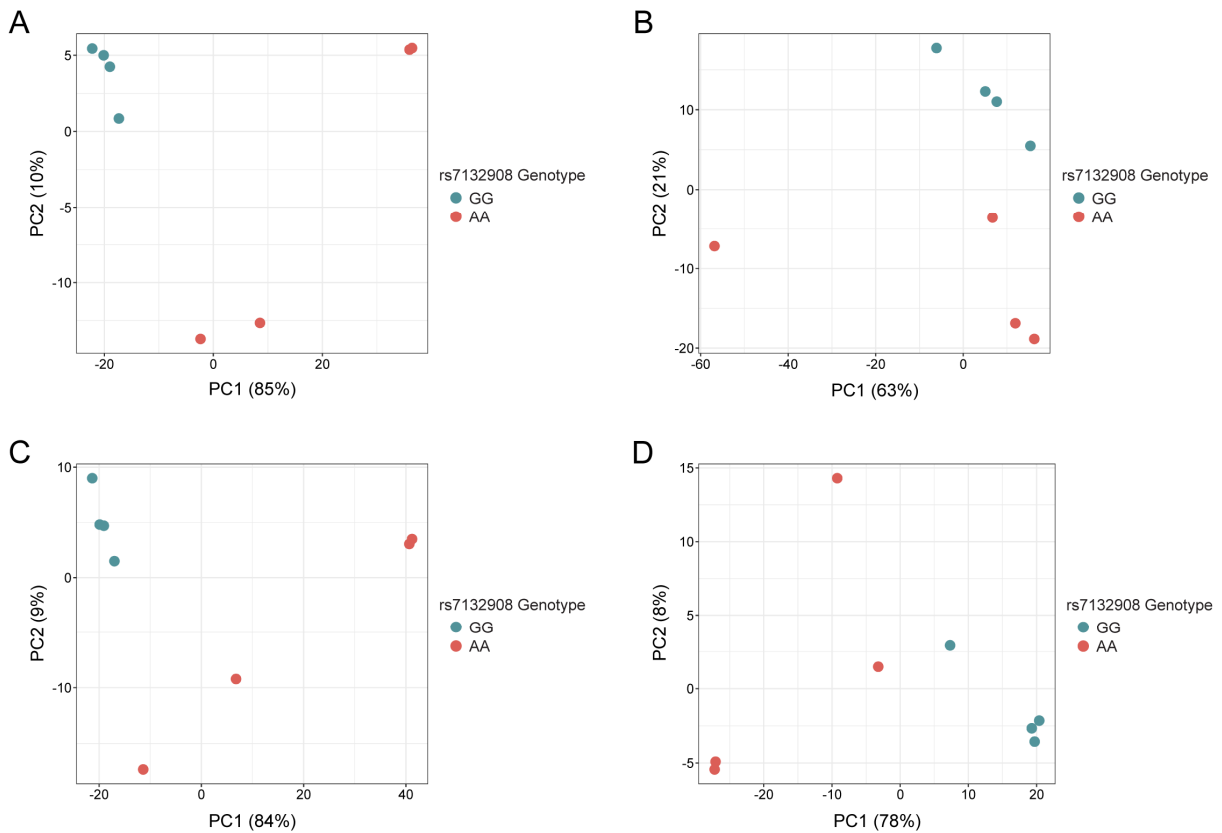 A
5
0
-5
-10
PC2 (10%)
-20
0
20
PC1 (85%)
rs7132908 Genotype
GG
AA
B
10
0
-10
-20
PC2 (21%)
-60
-40
-20
0
PC1 (63%)
rs7132908 Genotype
GG
AA
C
10
0
-10
PC2 (9%)
-20
0
20
40
PC1 (84%)
rs7132908 Genotype
GG
AA
D
15
10
5
0
-5
PC2 (8%)
-20
-10
0
10
20
PC1 (78%)
rs7132908 Genotype
GG
AA